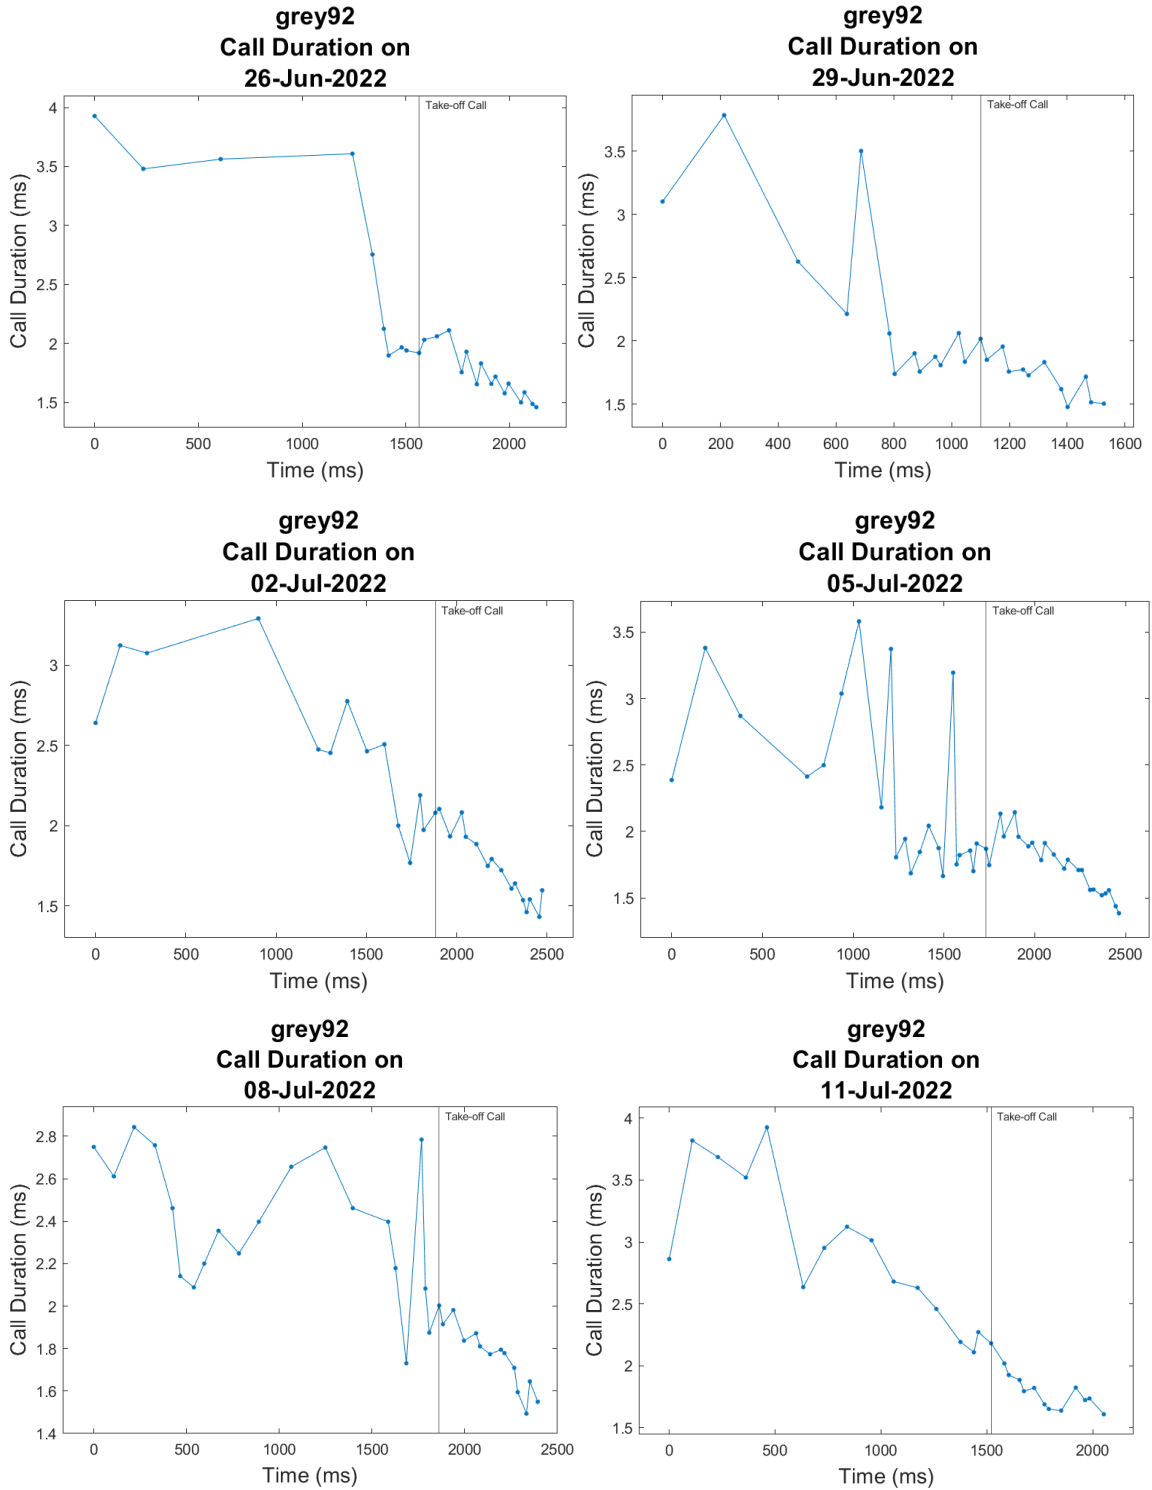 grey92
Call Duration on
26-Jun-2022
Take-off Call
4
3.5
3
2.5
2
1.5
Call Duration (ms)
0
500
1000
1500
2000
Time (ms)
grey92
Call Duration on
29-Jun-2022
Take-off Call
3.5
3
2.5
2
1.5
Call Duration (ms)
0
200
400
600
800
1000
1200
1400
1600
Time (ms)
grey92
Call Duration on
02-Jul-2022
Take-off Call
3
2.5
2
1.5
Call Duration (ms)
0
500
1000
1500
2000
2500
Time (ms)
grey92
Call Duration on
05-Jul-2022
Take-off Call
3.5
3
2.5
2
1.5
Call Duration (ms)
0
500
1000
1500
2000
2500
Time (ms)
grey92
Call Duration on
08-Jul-2022
Take-off Call
2.8
2.6
2.4
2.2
2
1.8
1.6
1.4
Call Duration (ms)
0
500
1000
1500
2000
2500
Time (ms)
grey92
Call Duration on
11-Jul-2022
Take-off Call
4
3.5
3
2.5
2
1.5
Call Duration (ms)
0
500
1000
1500
2000
Time (ms)